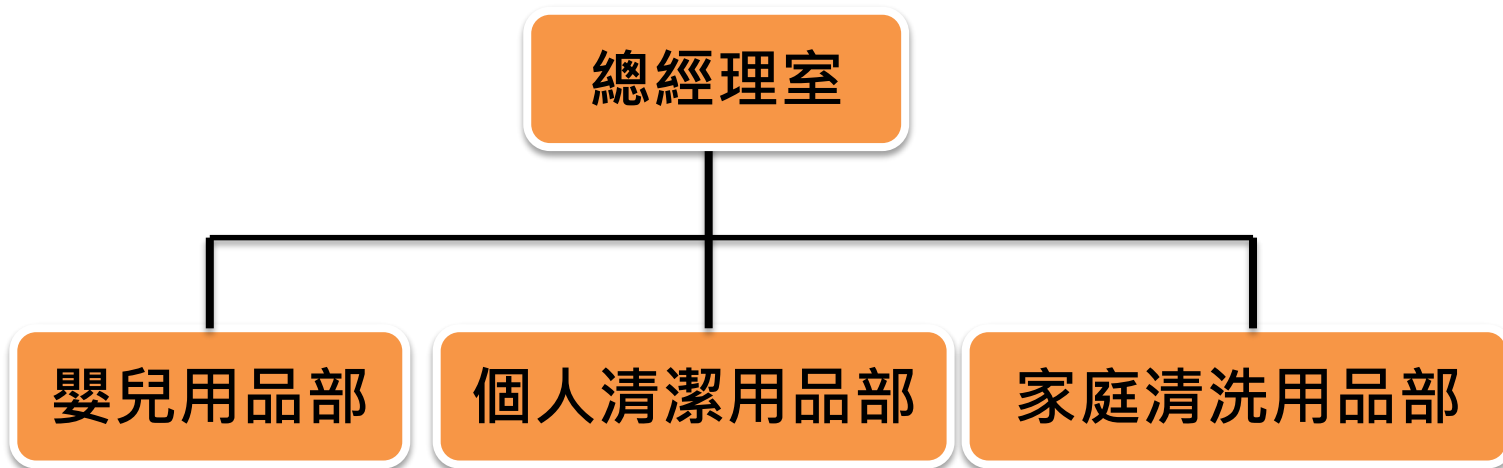 總經理室
嬰兒用品部
個人清潔用品部
家庭清洗用品部